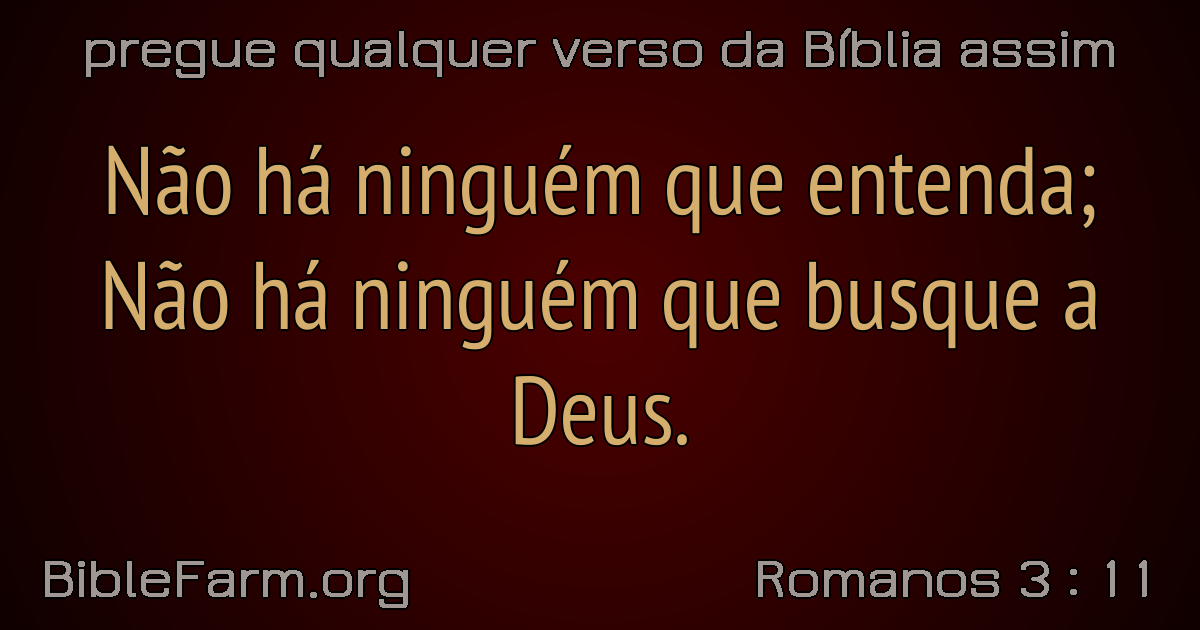 pregue qualquer verso da Bíblia assim
Não há ninguém que entenda;
Não há ninguém que busque a
Deus.
BibleFarm.org
Romanos 3 : 11